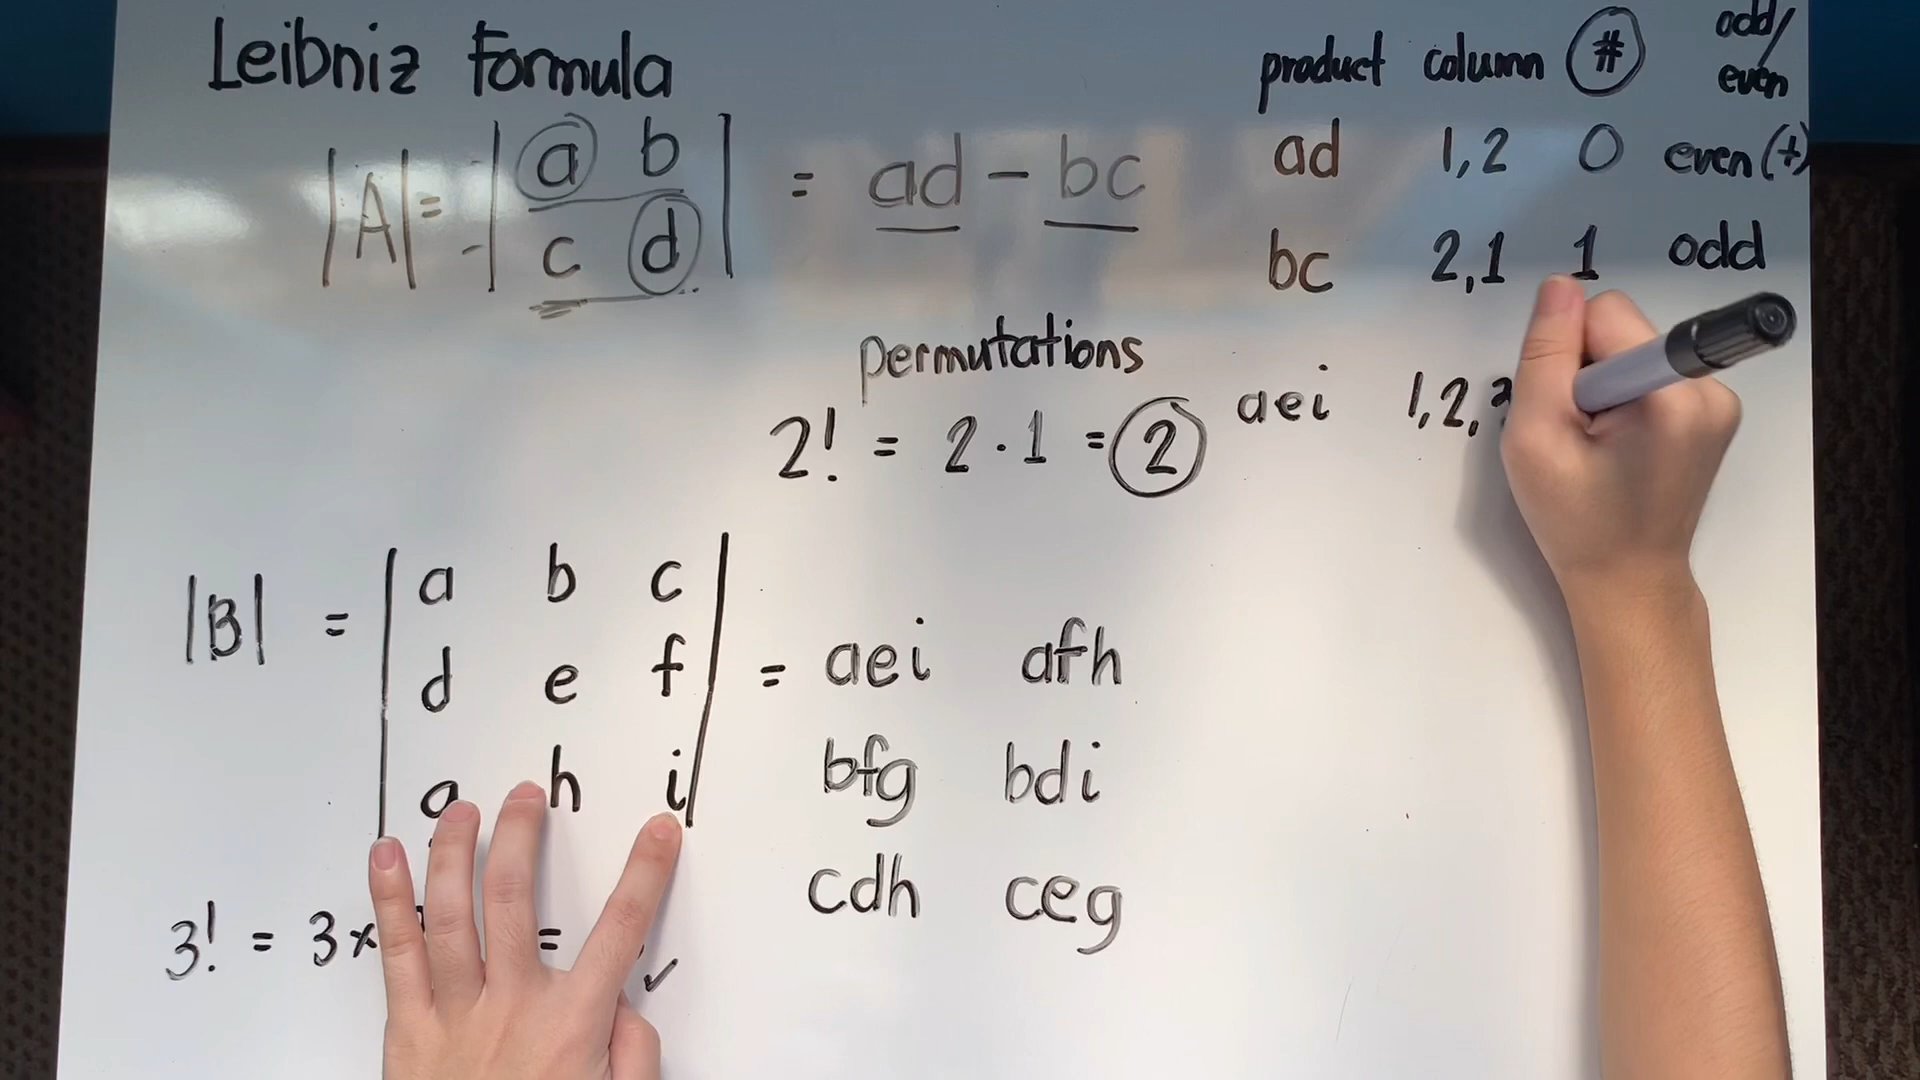 Leibniz Formula
|A| = |a b| = ad - bc
|c d|
product column # odd/even
ad 1,2 0 even (+)
bc 2,1 1 odd
permutations
2! = 2 · 1 = 2
aei 1,2,
|B| = |a b c|
|d e f|
|g h i|
= aei afh
bfg bdi
cdh ceg
3! = 3 x =